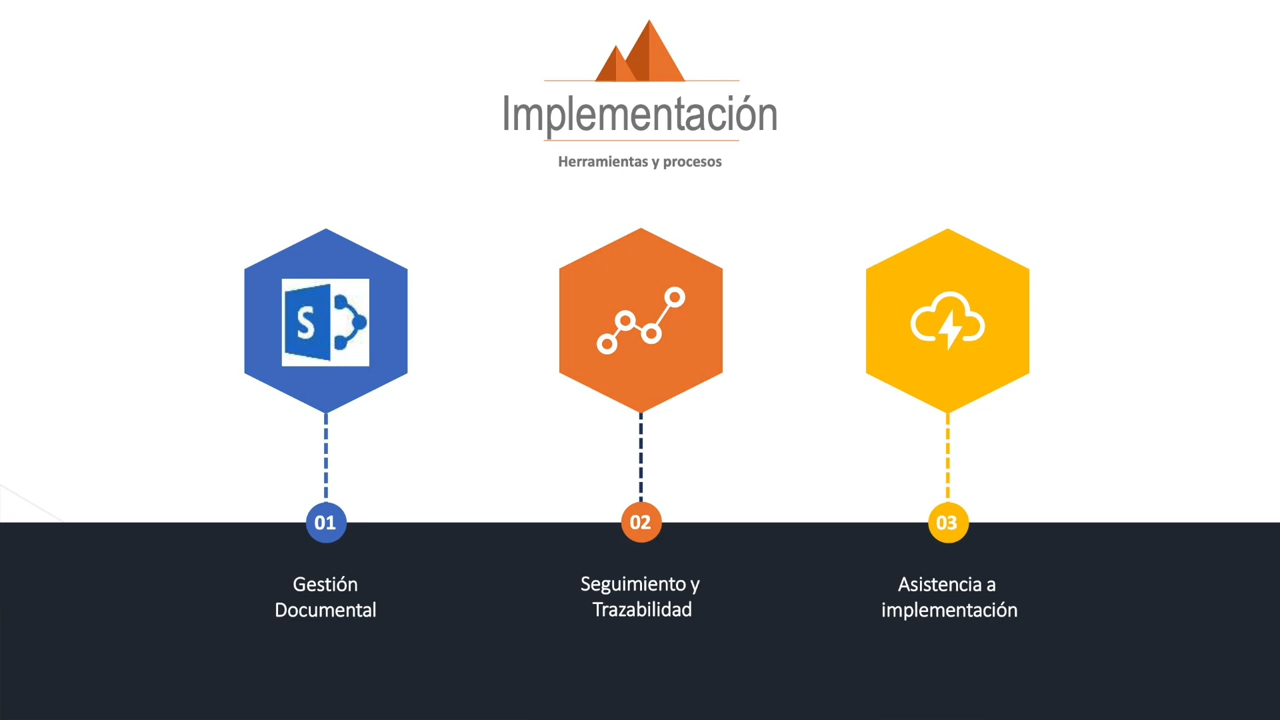 Implementación
Herramientas y procesos
S
01
02
03
Gestión
Documental
Seguimiento y
Trazabilidad
Asistencia a
implementación